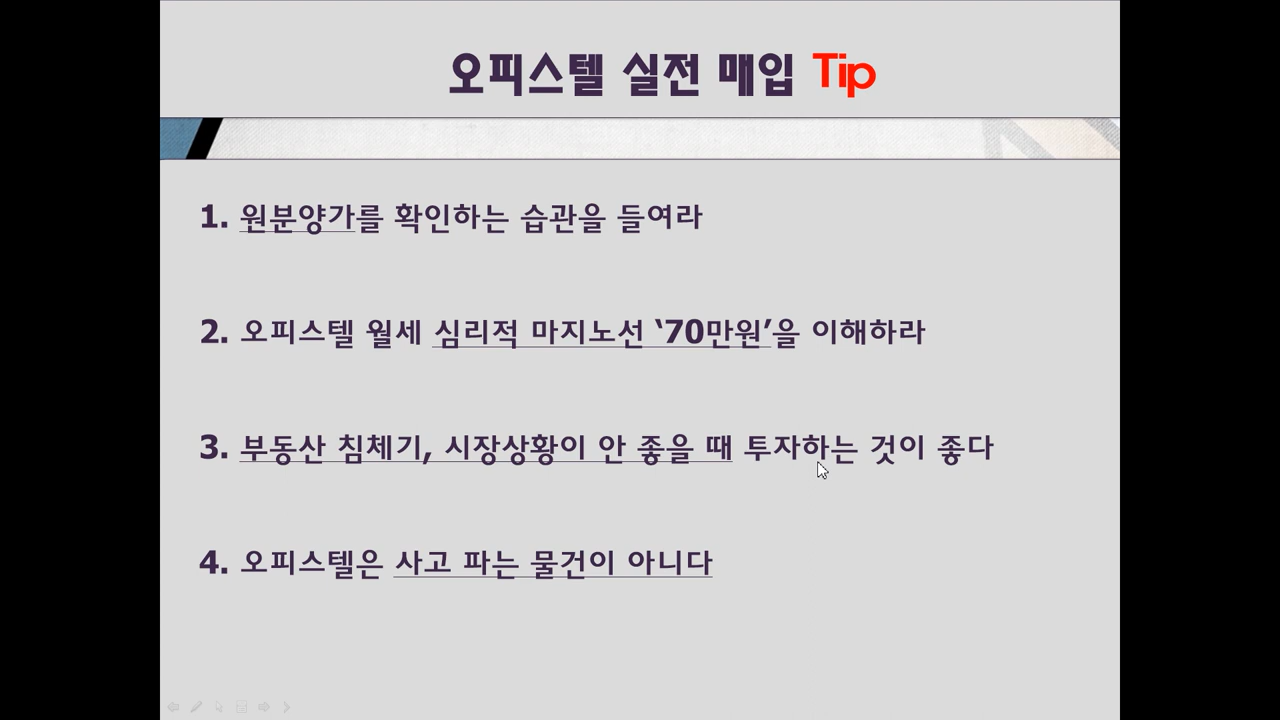 오피스텔 실전 매입 Tip
1. 원분양가를 확인하는 습관을 들여라
2. 오피스텔 월세 심리적 마지노선 ‘70만원’을 이해하라
3. 부동산 침체기, 시장상황이 안 좋을 때 투자하는 것이 좋다
4. 오피스텔은 사고 파는 물건이 아니다